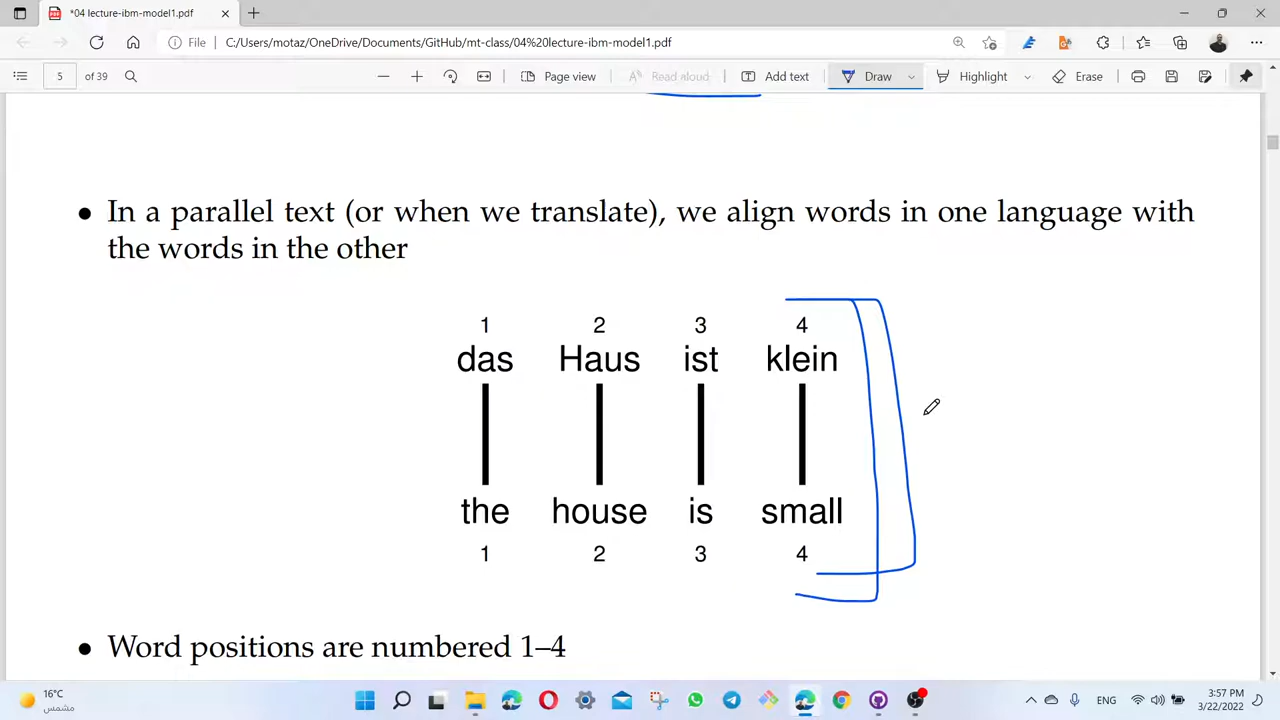 *04 lecture-ibm-model1.pdf
File C:/Users/motaz/OneDrive/Documents/GitHub/mt-class/04%20lecture-ibm-model1.pdf
5 of 39 Page view Read aloud Add text Draw Highlight Erase
• In a parallel text (or when we translate), we align words in one language with
the words in the other
1 2 3 4
das Haus ist klein
the house is small
1 2 3 4
• Word positions are numbered 1–4
16°C
مشمس
ENG
3:57 PM
3/22/2022